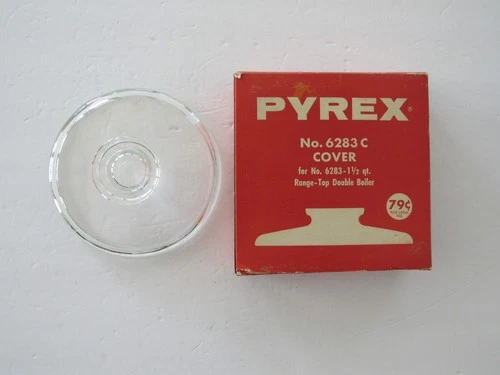 PYREX®
No. 6283 C
COVER
for No. 6283-1½ qt.
Range-Top Double Boiler
79¢